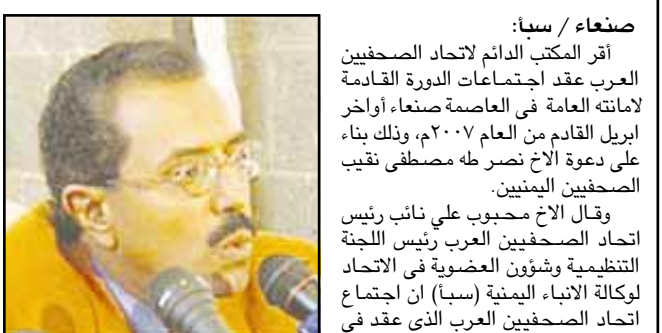 صنعاء / سبأ:
أقر المكتب الدائم لاتحاد الصحفيين
العرب عقد اجتماعات الدورة القادمة
لامانته العامة فى العاصمة صنعاء أواخر
ابريل القادم من العام ٢٠٠٧م، وذلك بناء
على دعوة الاخ نصر طه مصطفى نقيب
الصحفيين اليمنيين.
وقال الاخ محبوب علي نائب رئيس
اتحاد الصحفيين العرب رئيس اللجنة
التنظيمية وشؤون العضوية فى الاتحاد
لوكالة الانباء اليمنية (سبأ) ان اجتماع
اتحاد الصحفيين العرب الذي عقد في